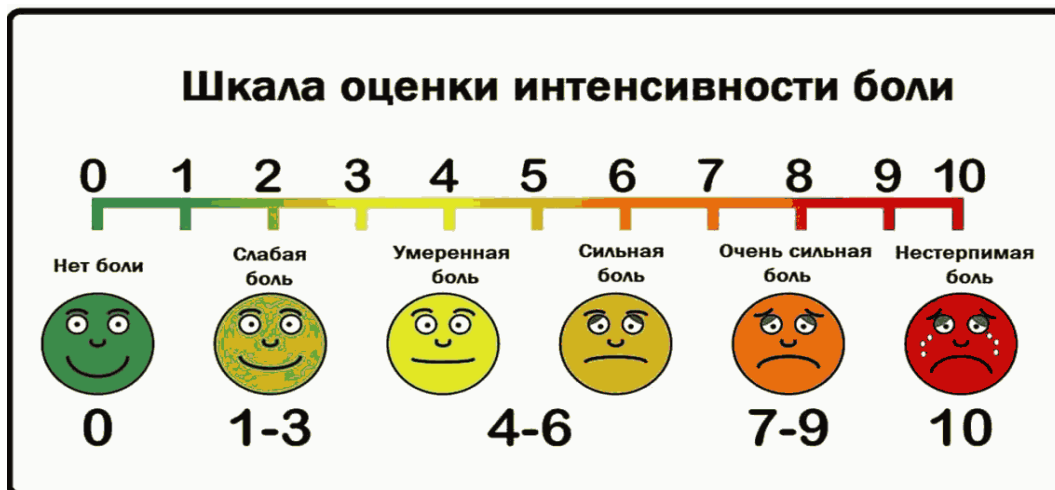 Шкала оценки интенсивности боли
0 1 2 3 4 5 6 7 8 9 10
Нет боли
Слабая
боль
Умеренная
боль
Сильная
боль
Очень сильная
боль
Нестерпимая
боль
0 1-3 4-6 7-9 10